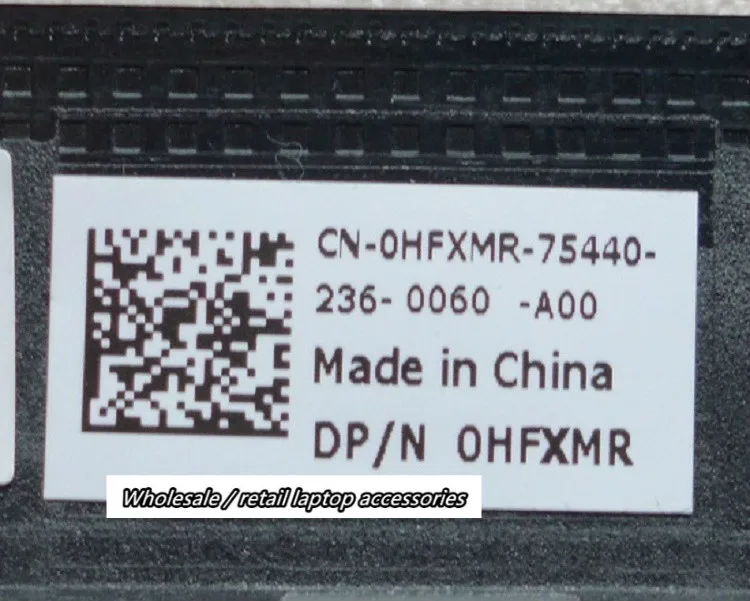 CN-0HFXMR-75440-
236- 0060 -A00
Made in China
DP/N 0HFXMR
Wholesale / retail laptop accessories